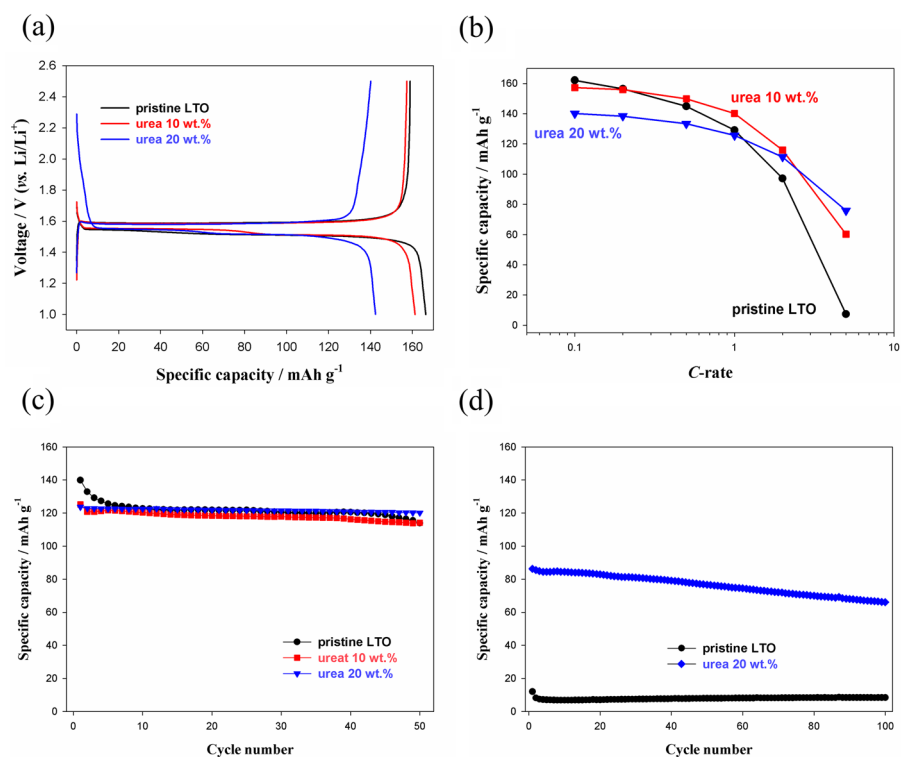 (a)
2.6
2.4
2.2
2.0
1.8
1.6
1.4
1.2
1.0
Voltage / V (vs. Li/Li+)
pristine LTO
urea 10 wt.%
urea 20 wt.%
0 20 40 60 80 100 120 140 160
Specific capacity / mAh g-1
(b)
160
140
120
100
80
60
40
20
0
Specific capacity / mAh g-1
urea 10 wt.%
urea 20 wt.%
pristine LTO
0.1 1 10
C-rate
(c)
160
140
120
100
80
60
40
20
0
Specific capacity / mAh g-1
pristine LTO
ureat 10 wt.%
urea 20 wt.%
0 10 20 30 40 50
Cycle number
(d)
160
140
120
100
80
60
40
20
0
Specific capacity / mAh g-1
pristine LTO
urea 20 wt.%
0 20 40 60 80 100
Cycle number